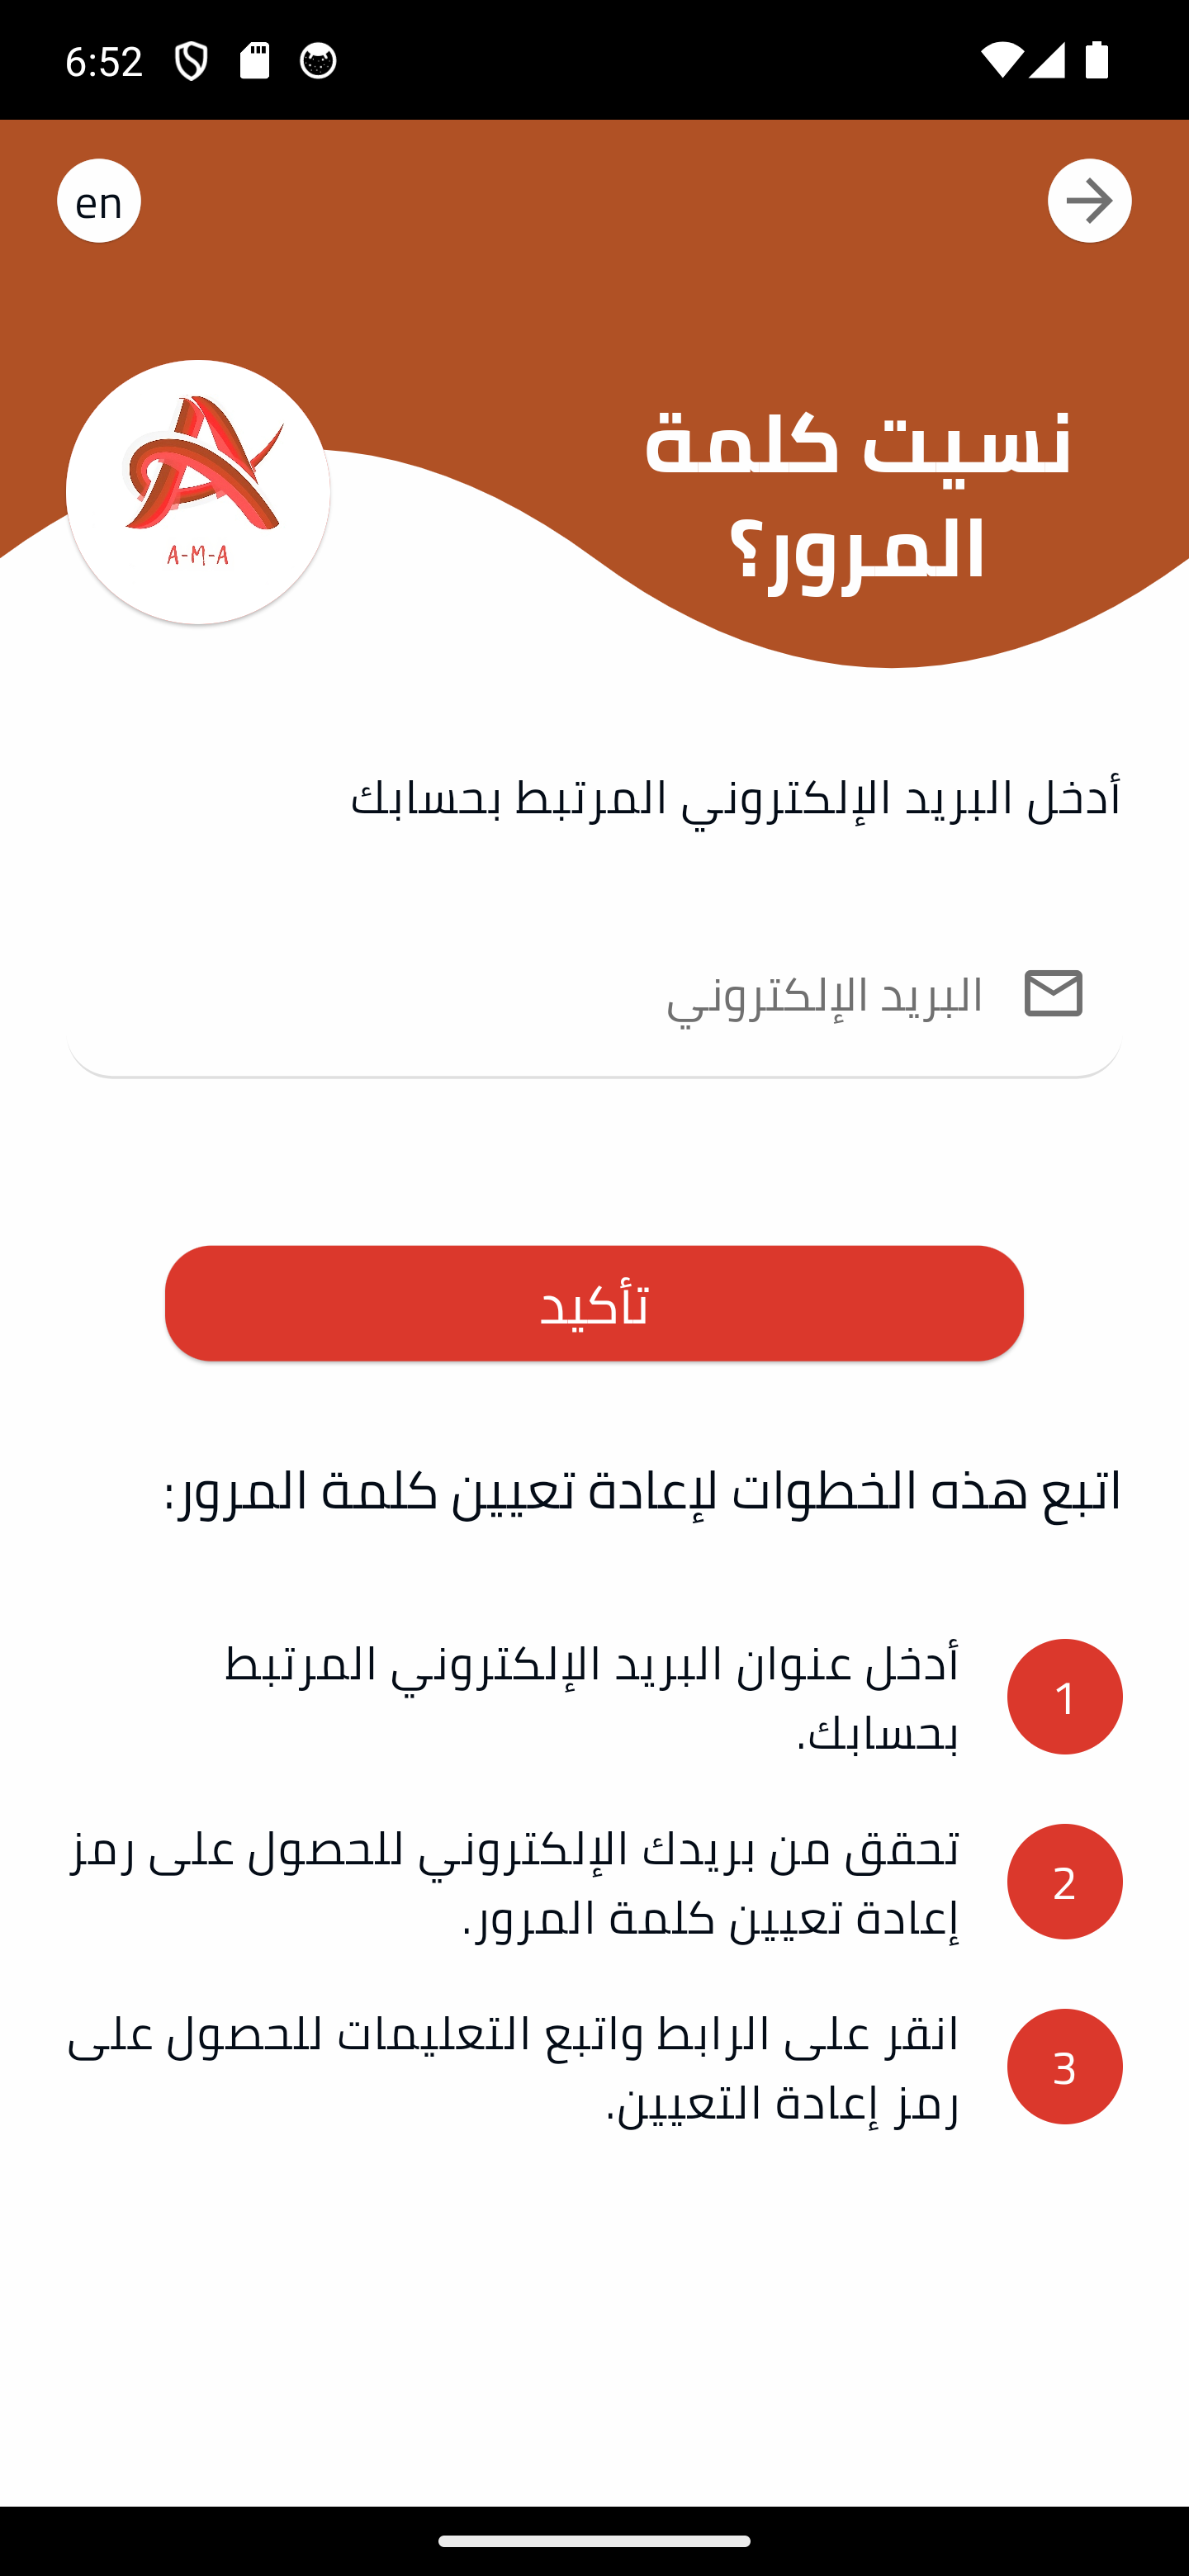 6:52
en
نسيت كلمة
المرور؟
A-M-A
أدخل البريد الإلكتروني المرتبط بحسابك
البريد الإلكتروني
تأكيد
اتبع هذه الخطوات لإعادة تعيين كلمة المرور:
1
أدخل عنوان البريد الإلكتروني المرتبط
بحسابك.
2
تحقق من بريدك الإلكتروني للحصول على رمز
إعادة تعيين كلمة المرور.
3
انقر على الرابط واتبع التعليمات للحصول على
رمز إعادة التعيين.